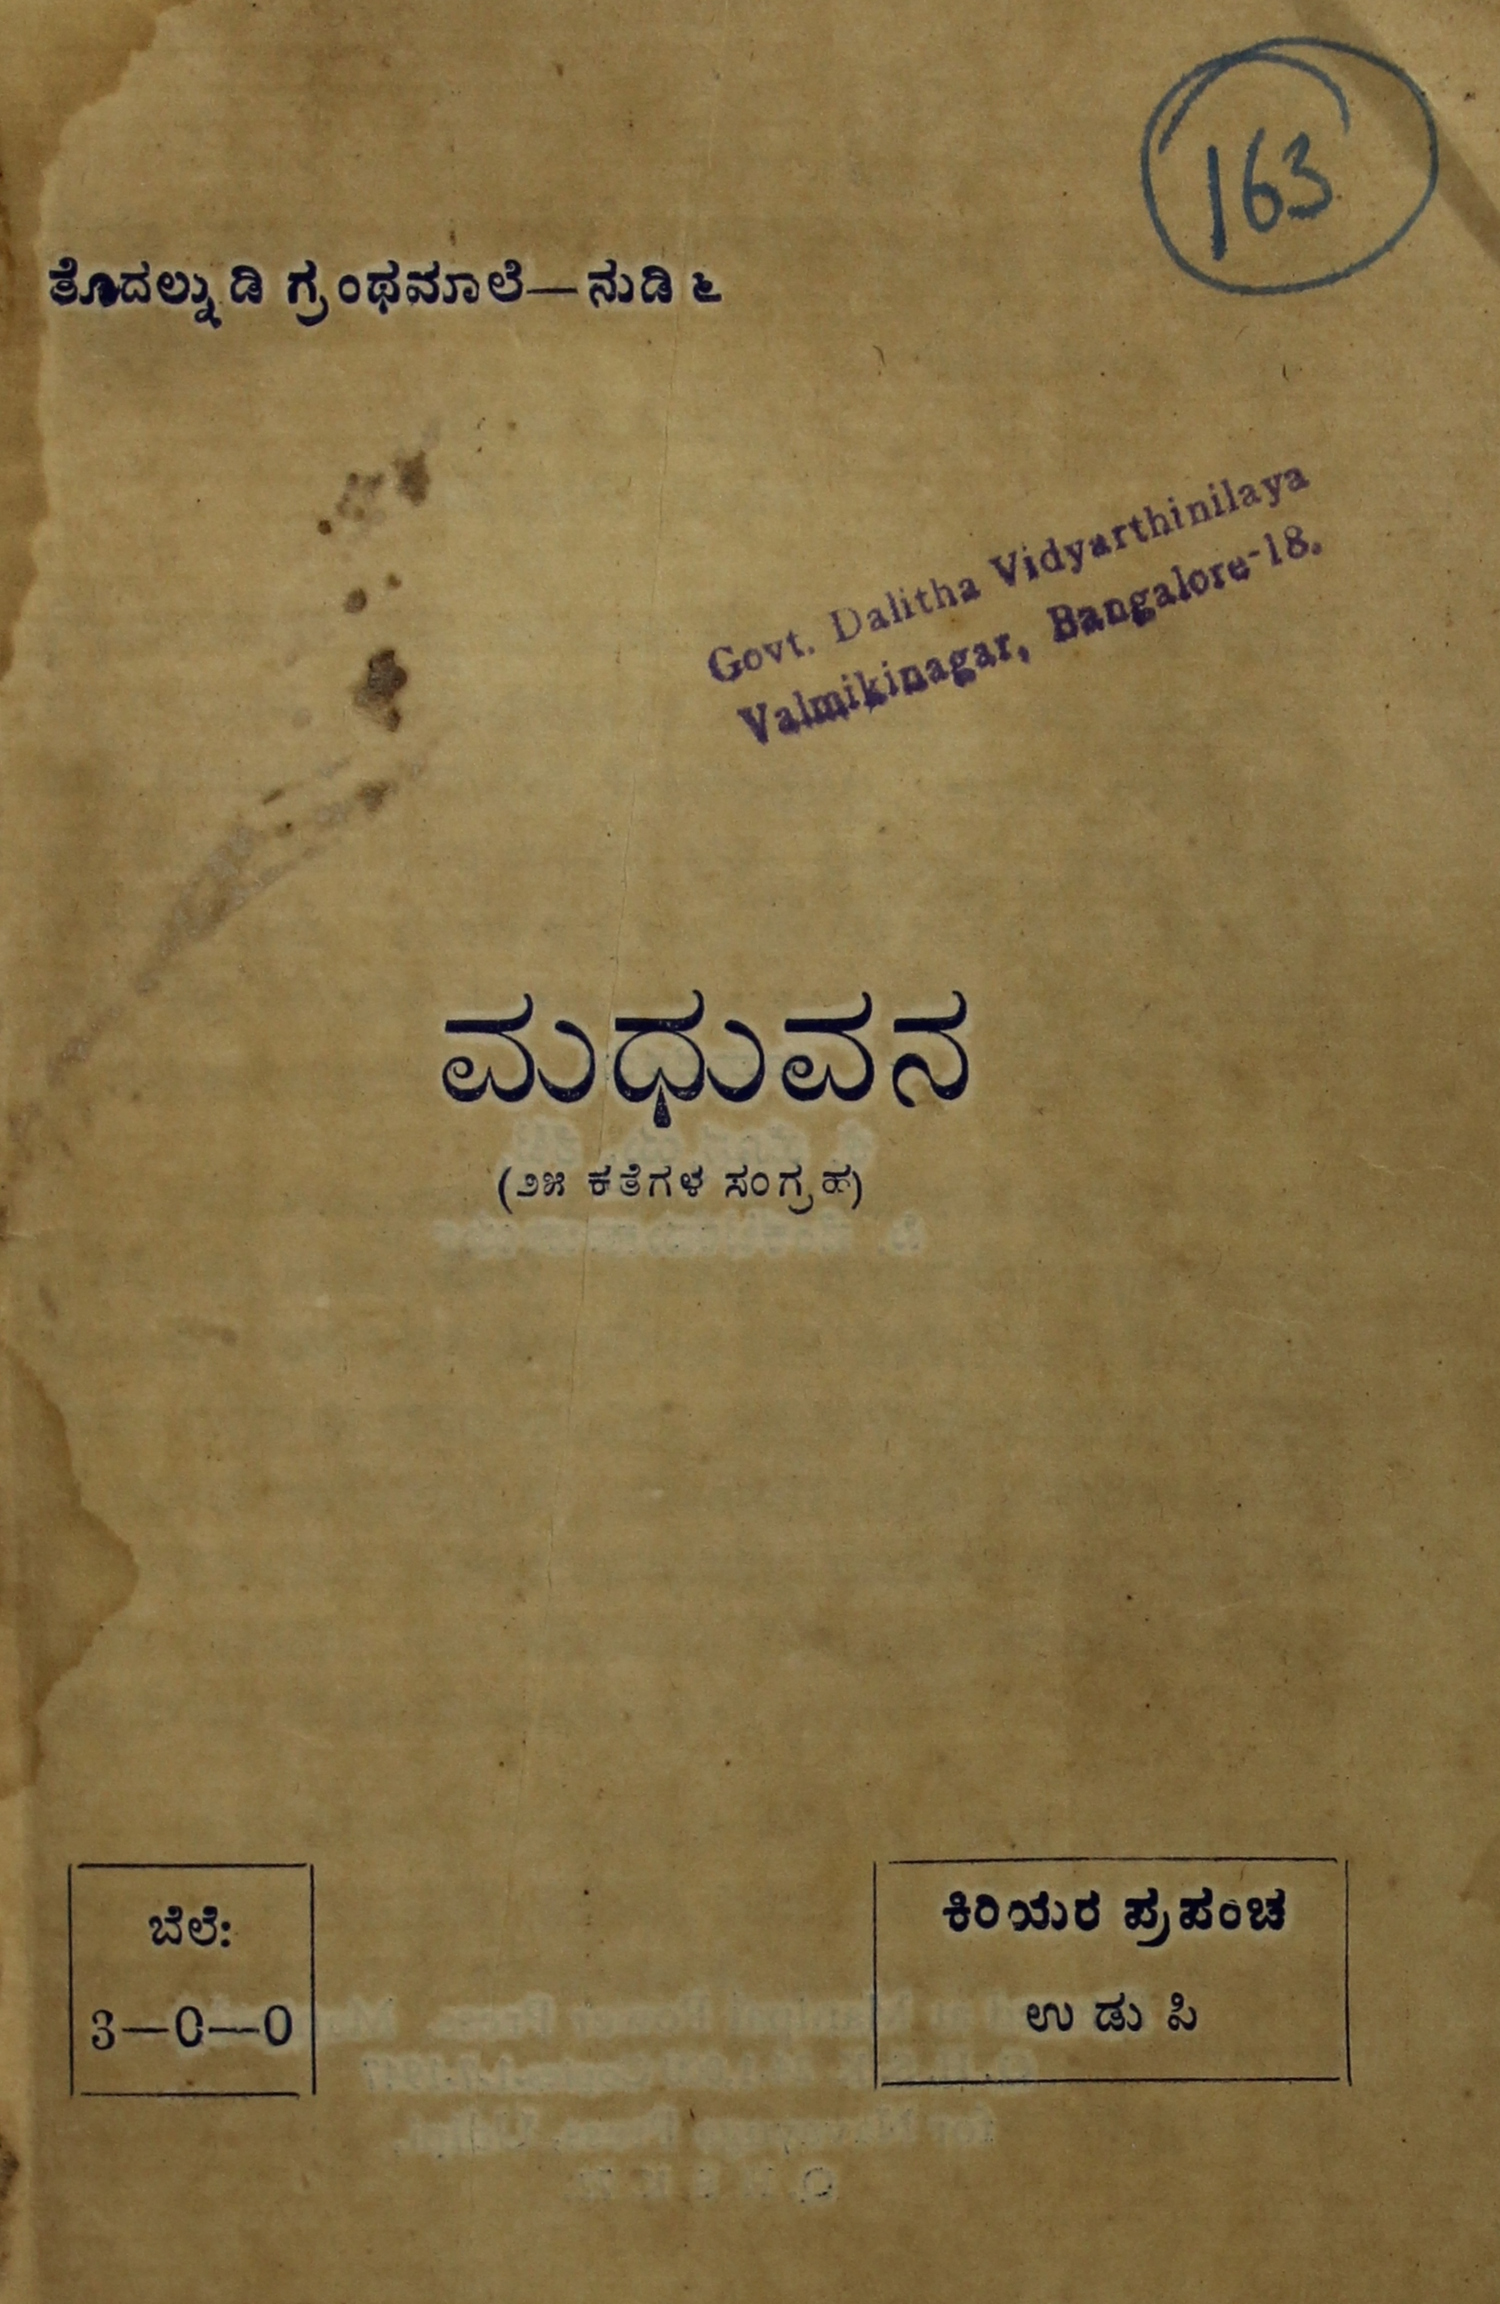 163
ತೊದಲ್ನುಡಿ ಗ್ರಂಥಮಾಲೆ—ನುಡಿ ೬
Govt. Dalitha Vidyarthinilaya
Valmikinagar, Bangalore-18.
ಮಧುವನ
(೨೫ ಕತೆಗಳ ಸಂಗ್ರಹ)
ಬೆಲೆ:
3—0—0
ಕಿರಿಯರ ಪ್ರಪಂಚ
ಉ ಡು ಪಿ